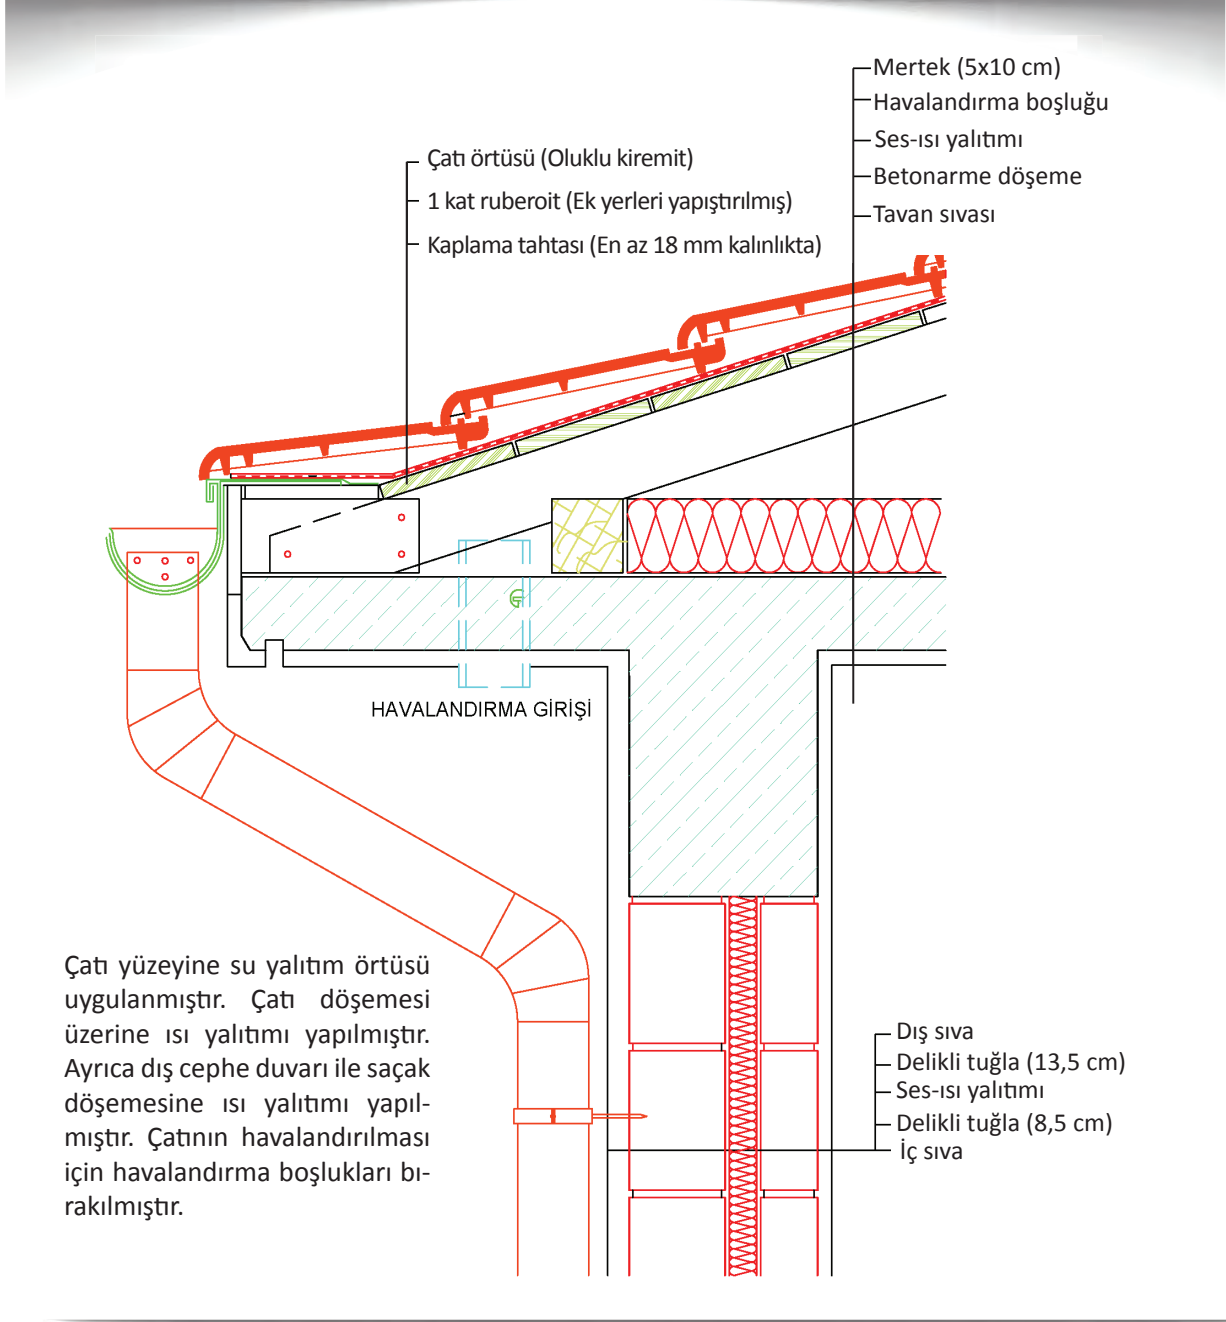 Mertek (5x10 cm)
Havalandırma boşluğu
Ses-ısı yalıtımı
Betonarme döşeme
Tavan sıvası
Çatı örtüsü (Oluklu kiremit)
1 kat ruberoit (Ek yerleri yapıştırılmış)
Kaplama tahtası (En az 18 mm kalınlıkta)
HAVALANDIRMA GİRİŞİ
Çatı yüzeyine su yalıtım örtüsü
uygulanmıştır. Çatı döşemesi
üzerine ısı yalıtımı yapılmıştır.
Ayrıca dış cephe duvarı ile saçak
döşemesine ısı yalıtımı yapıl-
mıştır. Çatının havalandırılması
için havalandırma boşlukları bı-
rakılmıştır.
Dış sıva
Delikli tuğla (13,5 cm)
Ses-ısı yalıtımı
Delikli tuğla (8,5 cm)
İç sıva